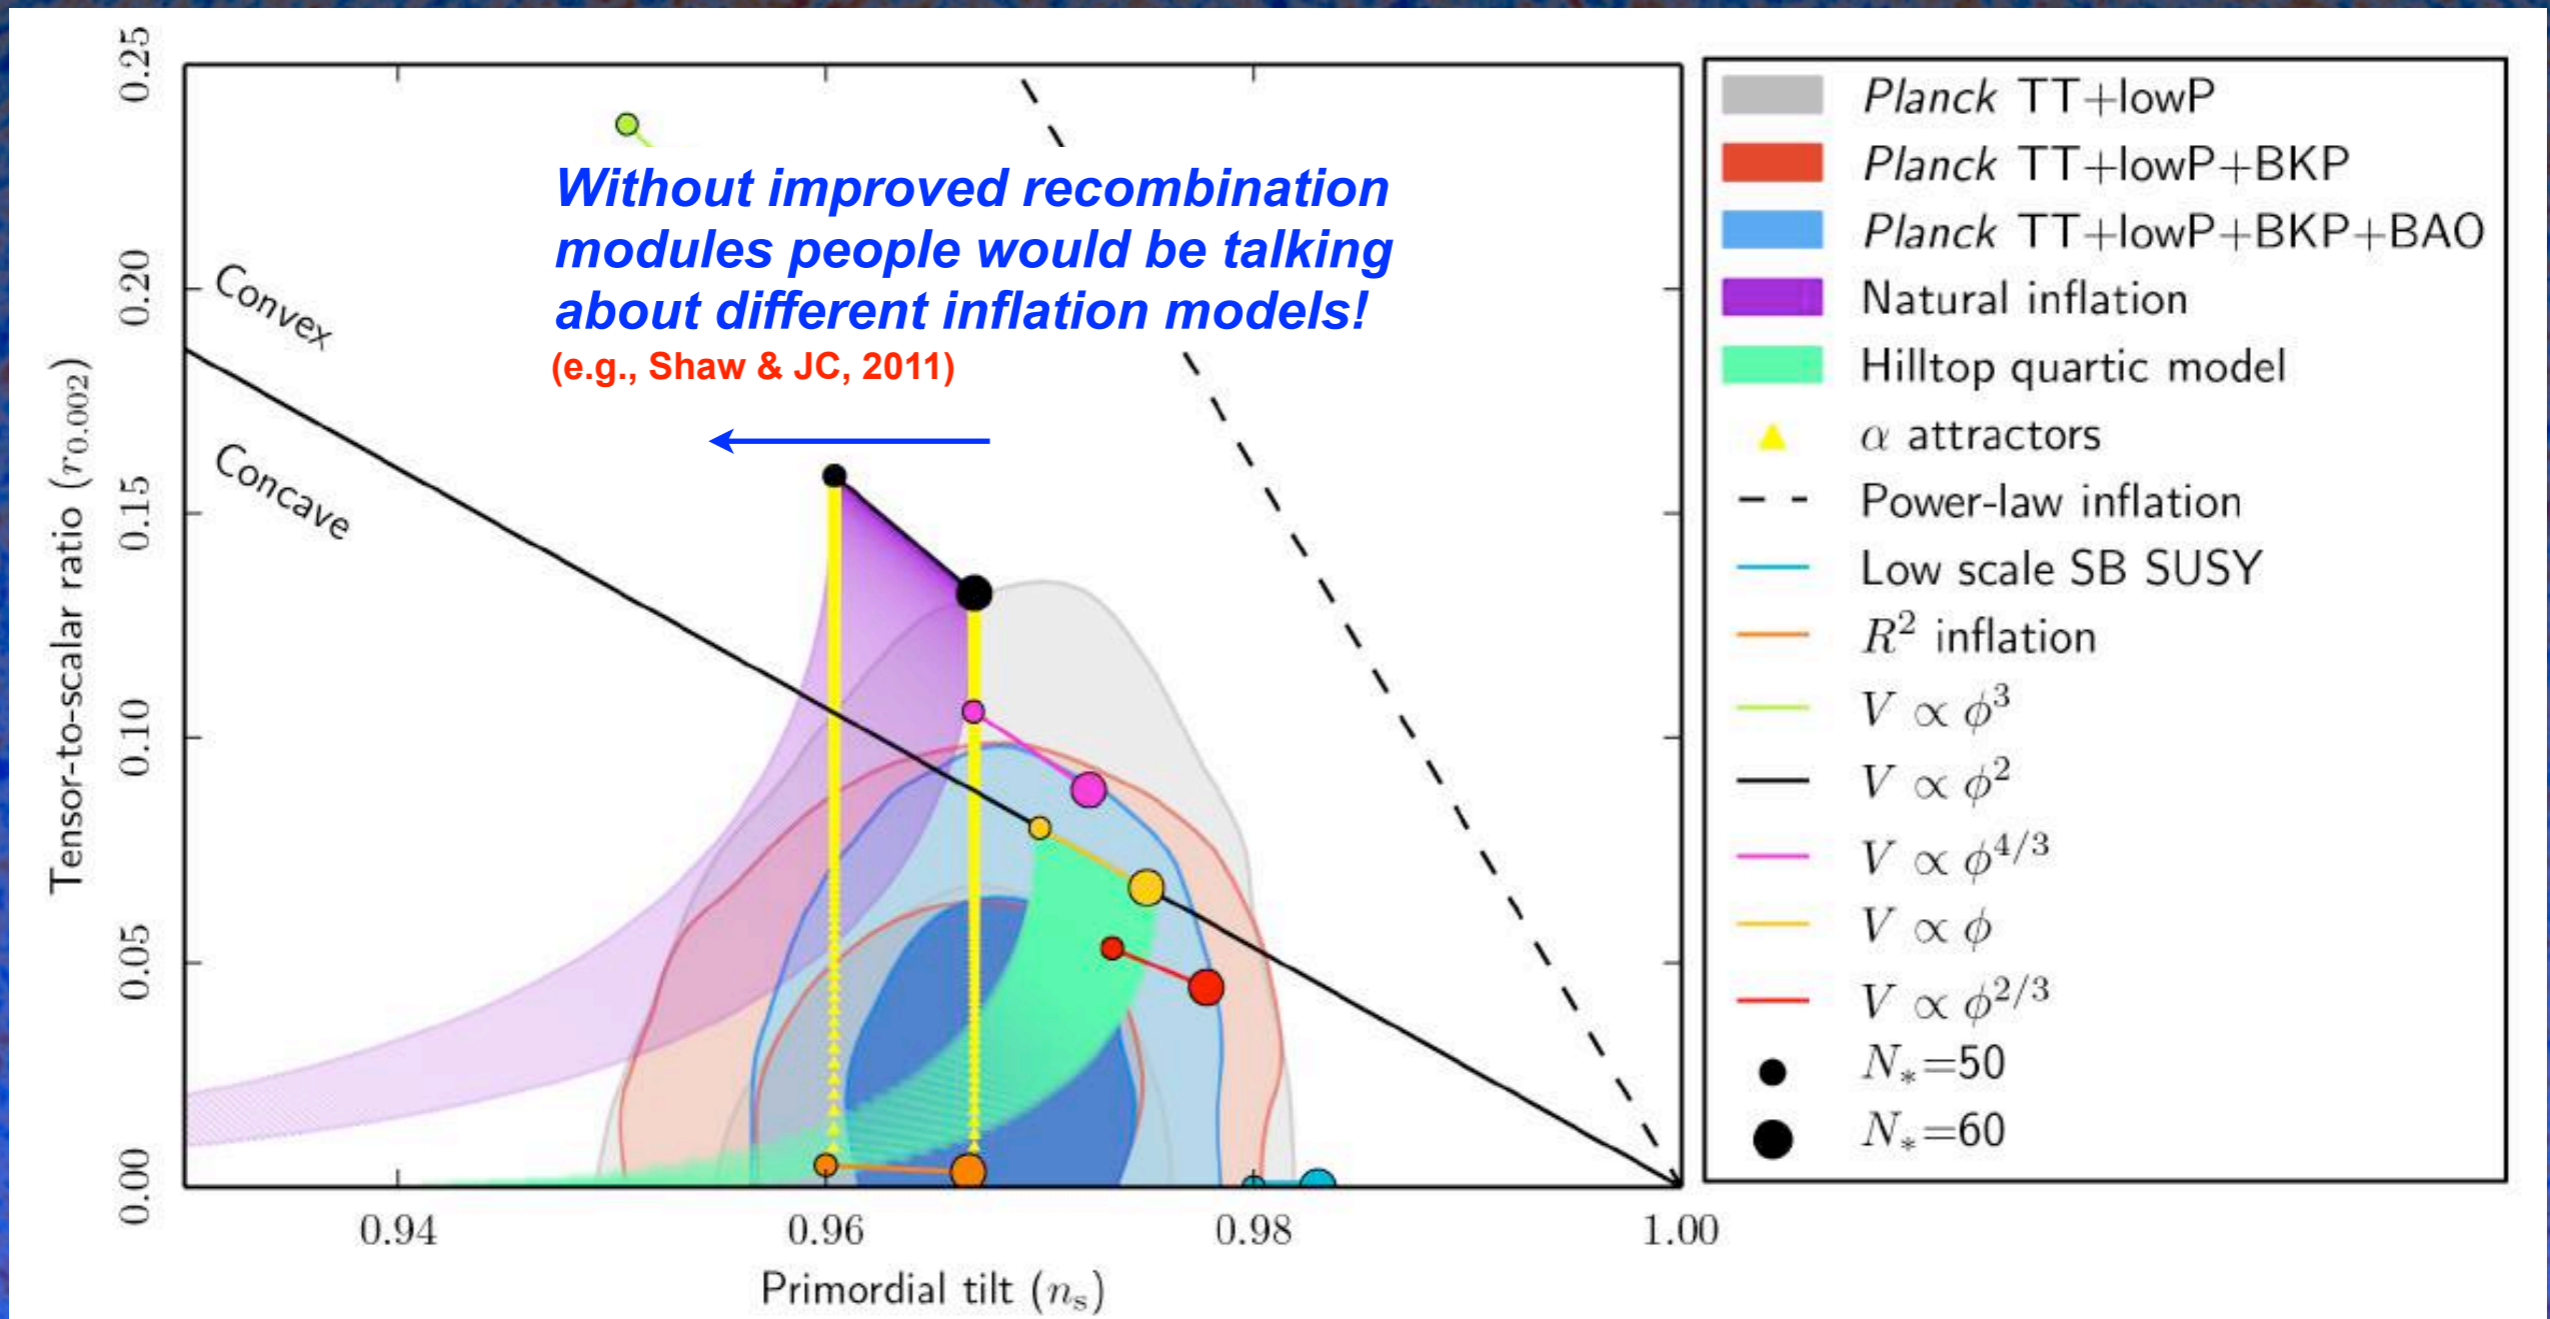 Without improved recombination
modules people would be talking
about different inflation models!
(e.g., Shaw & JC, 2011)
Convex
Concave
Tensor-to-scalar ratio (r0.002)
0.25
0.20
0.15
0.10
0.05
0.00
0.94
0.96
0.98
1.00
Primordial tilt (ns)
Planck TT+lowP
Planck TT+lowP+BKP
Planck TT+lowP+BKP+BAO
Natural inflation
Hilltop quartic model
α attractors
Power-law inflation
Low scale SB SUSY
R² inflation
V ∝ φ³
V ∝ φ²
V ∝ φ^4/3
V ∝ φ
V ∝ φ^2/3
N*=50
N*=60